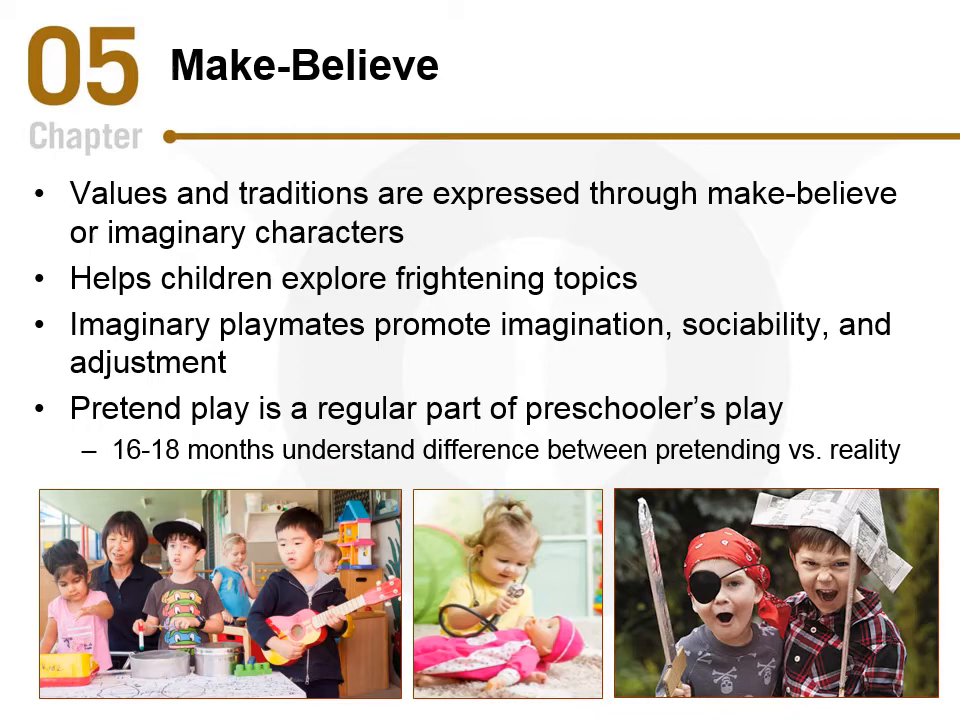 05
Chapter
Make-Believe
• Values and traditions are expressed through make-believe
or imaginary characters
• Helps children explore frightening topics
• Imaginary playmates promote imagination, sociability, and
adjustment
• Pretend play is a regular part of preschooler’s play
– 16-18 months understand difference between pretending vs. reality